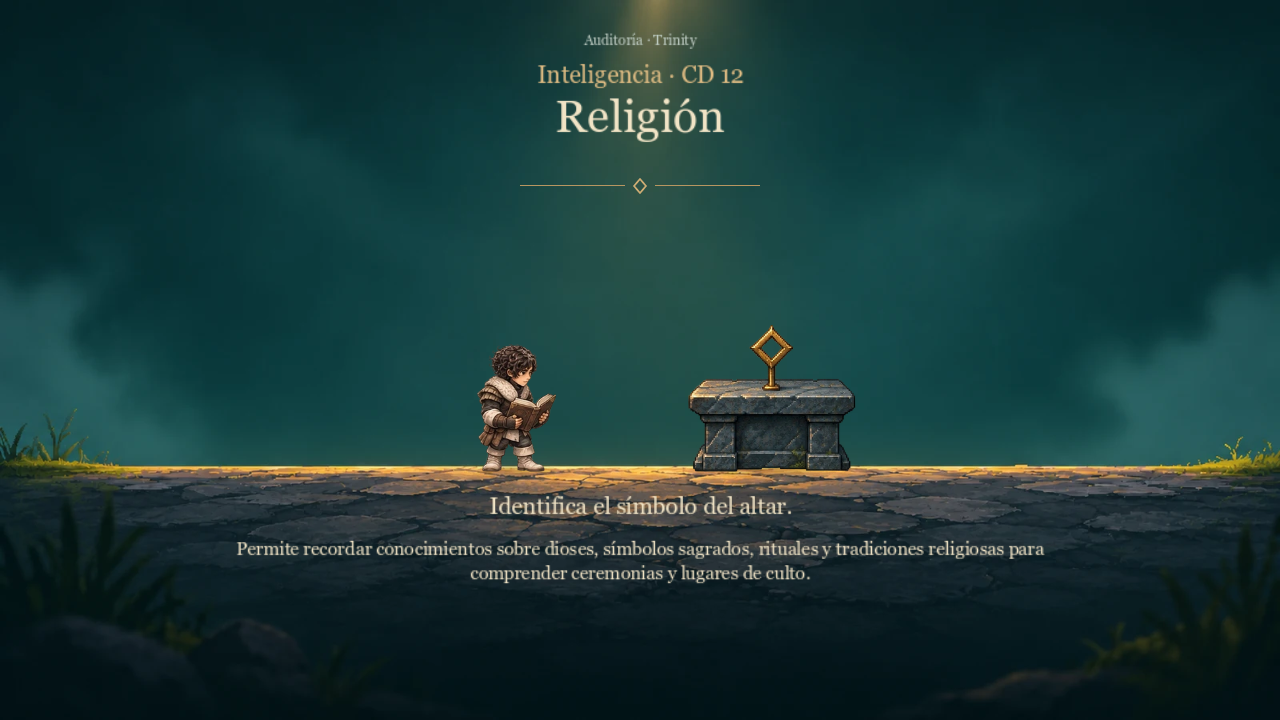 Auditoría · Trinity
Inteligencia · CD 12
Religión
Identifica el símbolo del altar.
Permite recordar conocimientos sobre dioses, símbolos sagrados, rituales y tradiciones religiosas para
comprender ceremonias y lugares de culto.